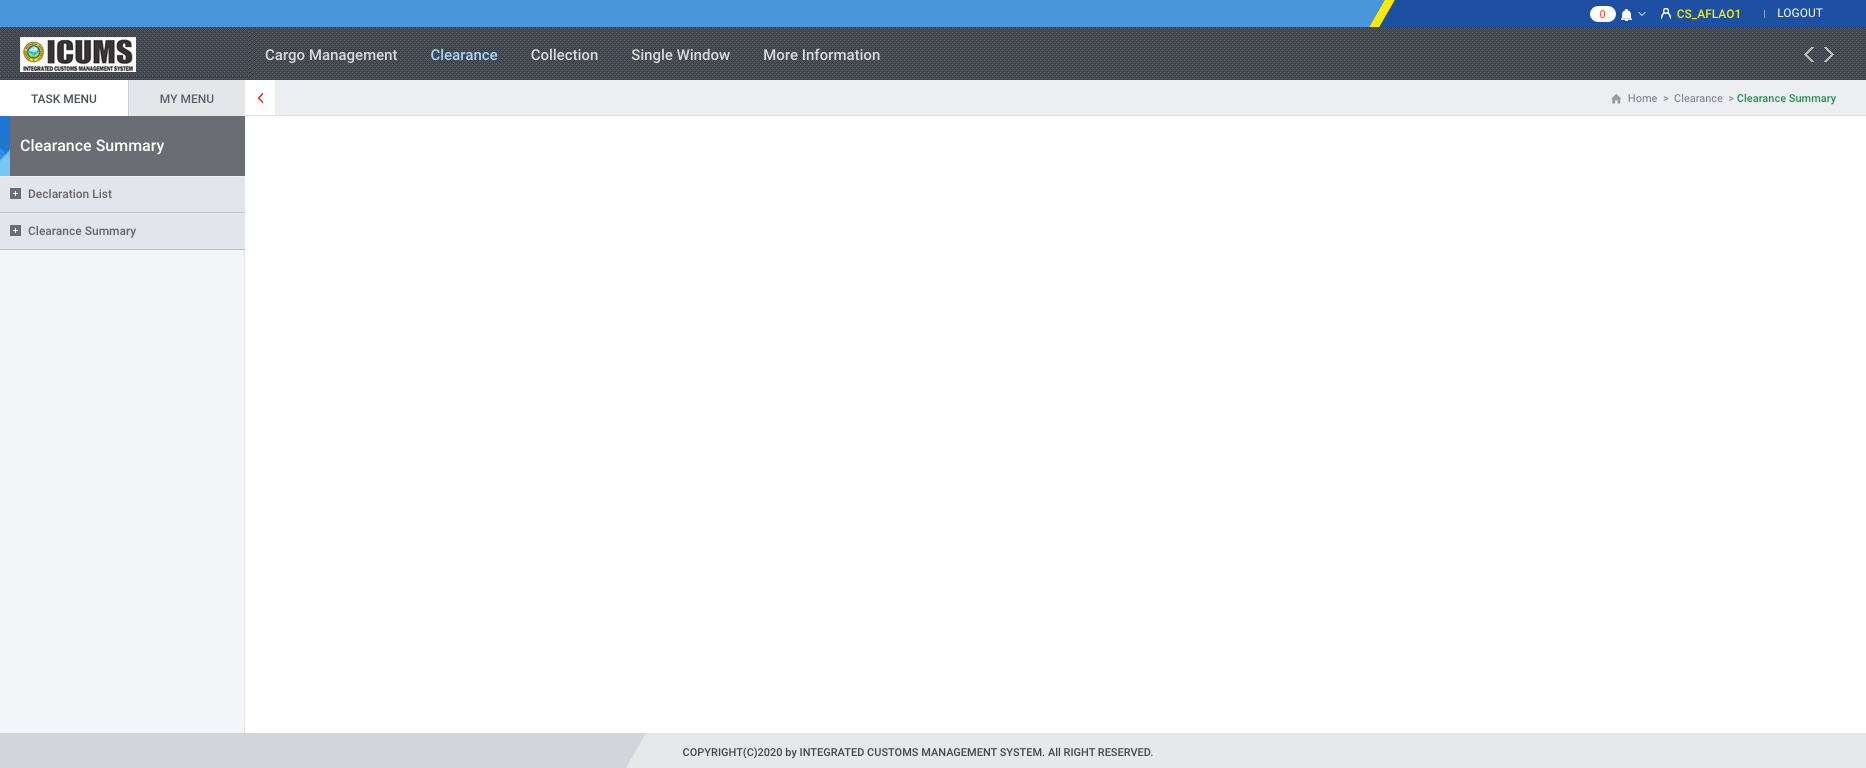 0 CS_AFLAO1 | LOGOUT
ICUMS
INTEGRATED CUSTOMS MANAGEMENT SYSTEM
Cargo Management Clearance Collection Single Window More Information
TASK MENU MY MENU
Home > Clearance > Clearance Summary
Clearance Summary
Declaration List
Clearance Summary
COPYRIGHT(C)2020 by INTEGRATED CUSTOMS MANAGEMENT SYSTEM. All RIGHT RESERVED.